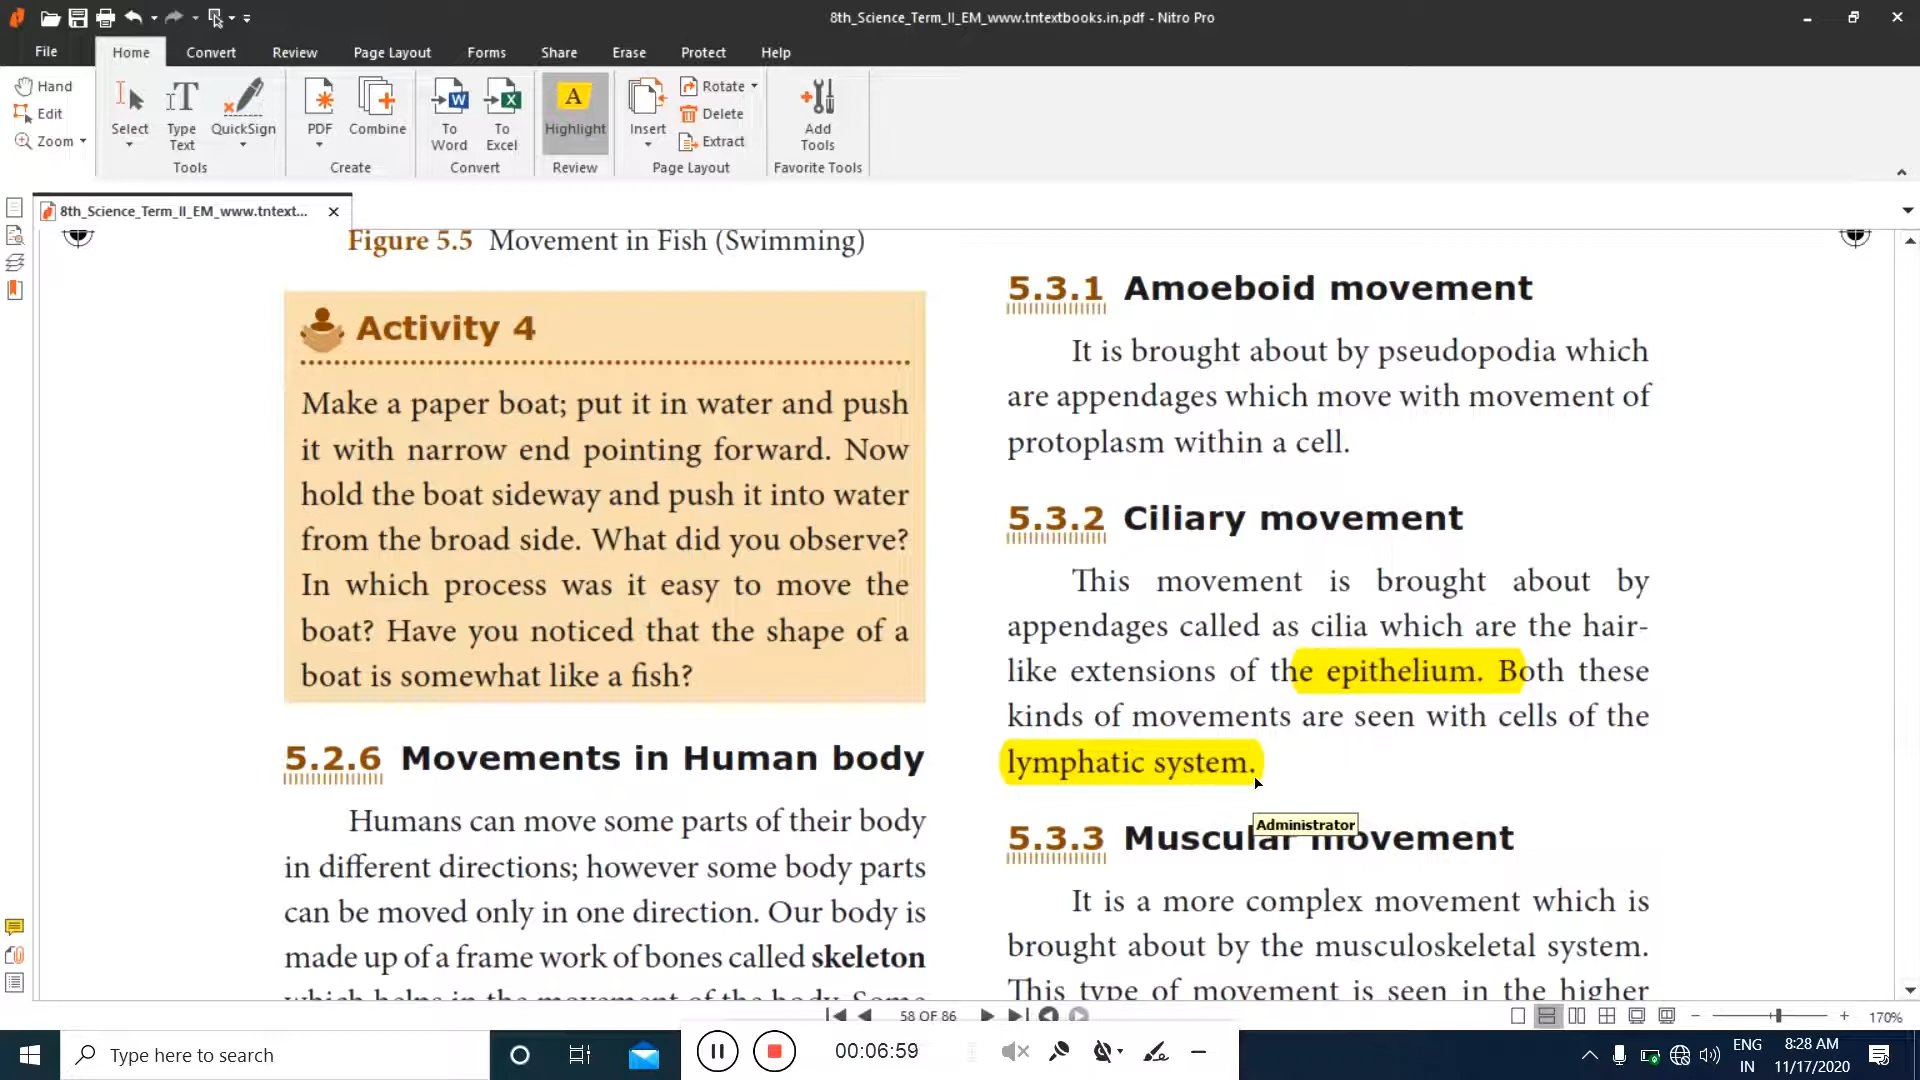 8th_Science_Term_II_EM_www.tntextbooks.in.pdf - Nitro Pro
File
Home
Convert
Review
Page Layout
Forms
Share
Erase
Protect
Help
Hand
Edit
Zoom
Select
Type Text
QuickSign
Tools
PDF
Combine
Create
To Word
To Excel
Convert
Highlight
Review
Insert
Rotate
Delete
Extract
Page Layout
Add Tools
Favorite Tools
8th_Science_Term_II_EM_www.tntext...
Figure 5.5 Movement in Fish (Swimming)
Activity 4
Make a paper boat; put it in water and push
it with narrow end pointing forward. Now
hold the boat sideway and push it into water
from the broad side. What did you observe?
In which process was it easy to move the
boat? Have you noticed that the shape of a
boat is somewhat like a fish?
5.2.6 Movements in Human body
Humans can move some parts of their body
in different directions; however some body parts
can be moved only in one direction. Our body is
made up of a frame work of bones called skeleton
which helps in the movement of the body. Some
5.3.1 Amoeboid movement
It is brought about by pseudopodia which
are appendages which move with movement of
protoplasm within a cell.
5.3.2 Ciliary movement
This movement is brought about by
appendages called as cilia which are the hair-
like extensions of the epithelium. Both these
kinds of movements are seen with cells of the
lymphatic system.
Administrator
5.3.3 Muscular movement
It is a more complex movement which is
brought about by the musculoskeletal system.
This type of movement is seen in the higher
58 OF 86
170%
Type here to search
00:06:59
ENG
IN
8:28 AM
11/17/2020